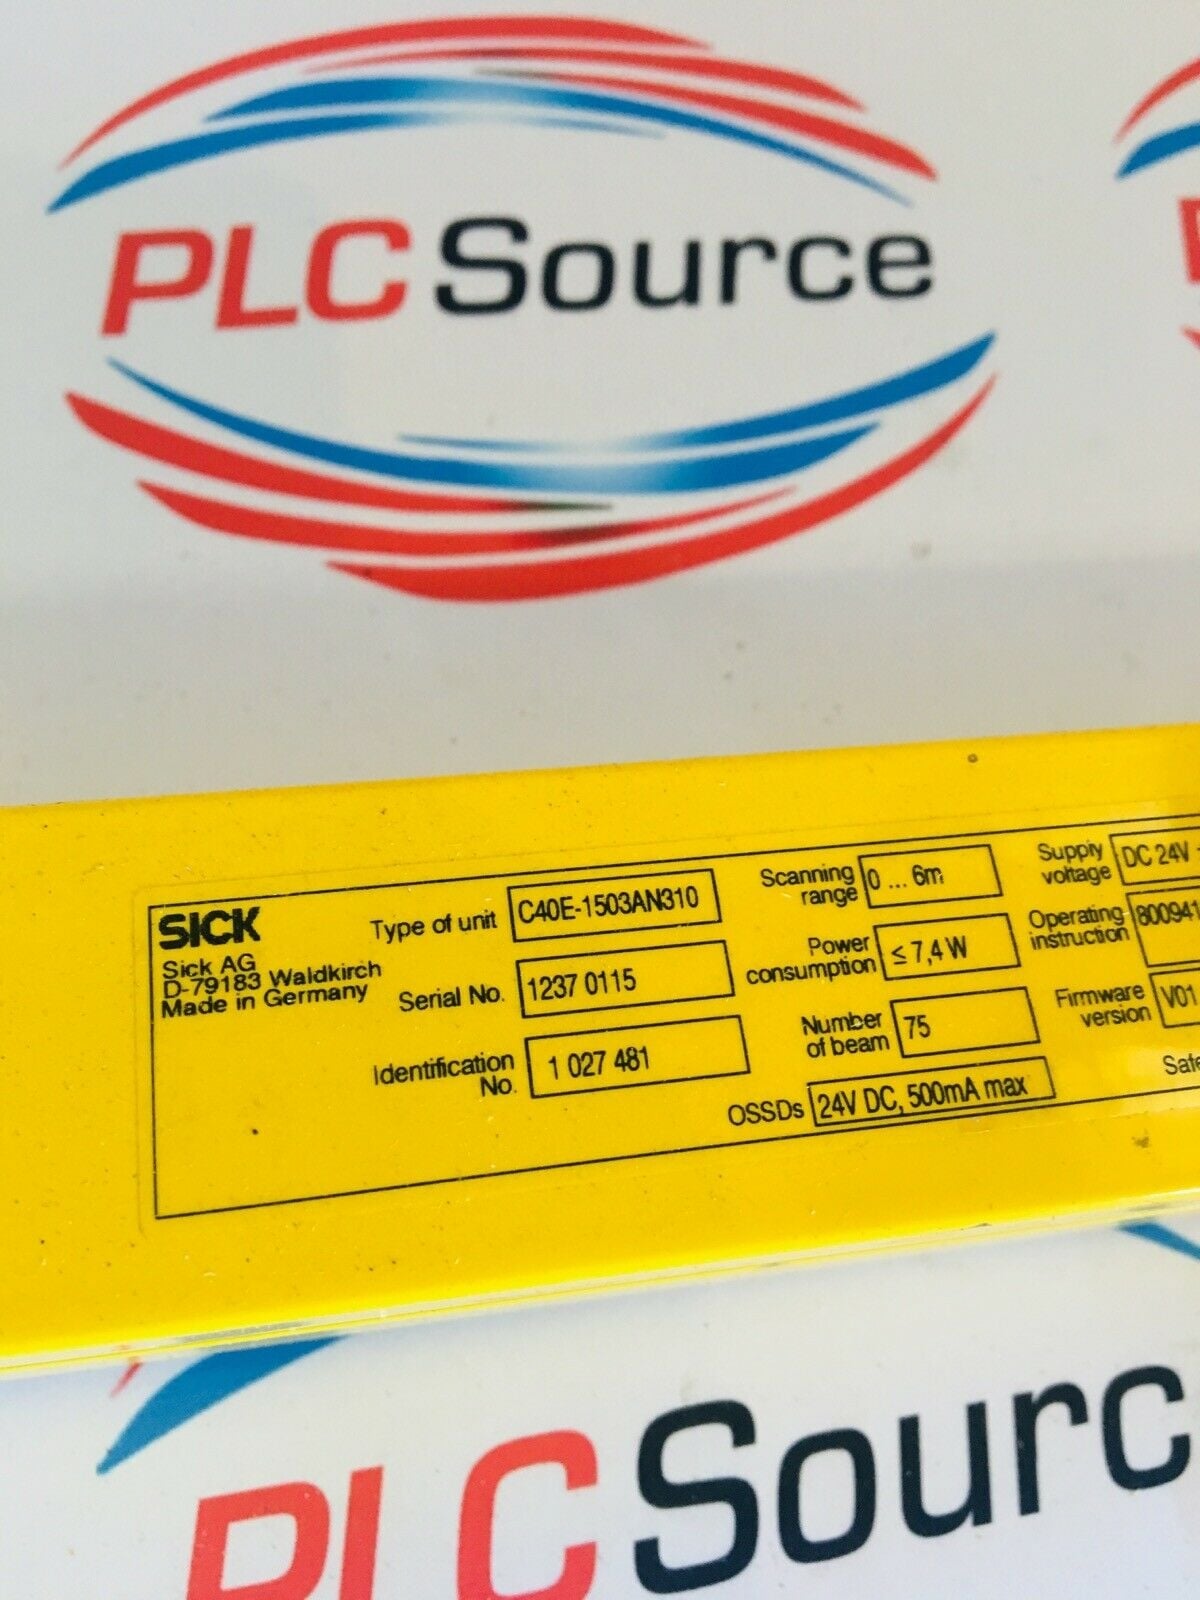 PLC Source
SICK
Sick AG
D-79183 Waldkirch
Made in Germany
Type of unit C40E-1503AN310
Serial No. 1237 0115
Identification No. 1 027 481
Scanning range 0 ... 6m
Power consumption ≤ 7,4 W
Number of beam 75
OSSDs 24V DC, 500mA max
Supply voltage DC 24V
Operating instruction 800941
Firmware version V01
Safe
PLC Sourc